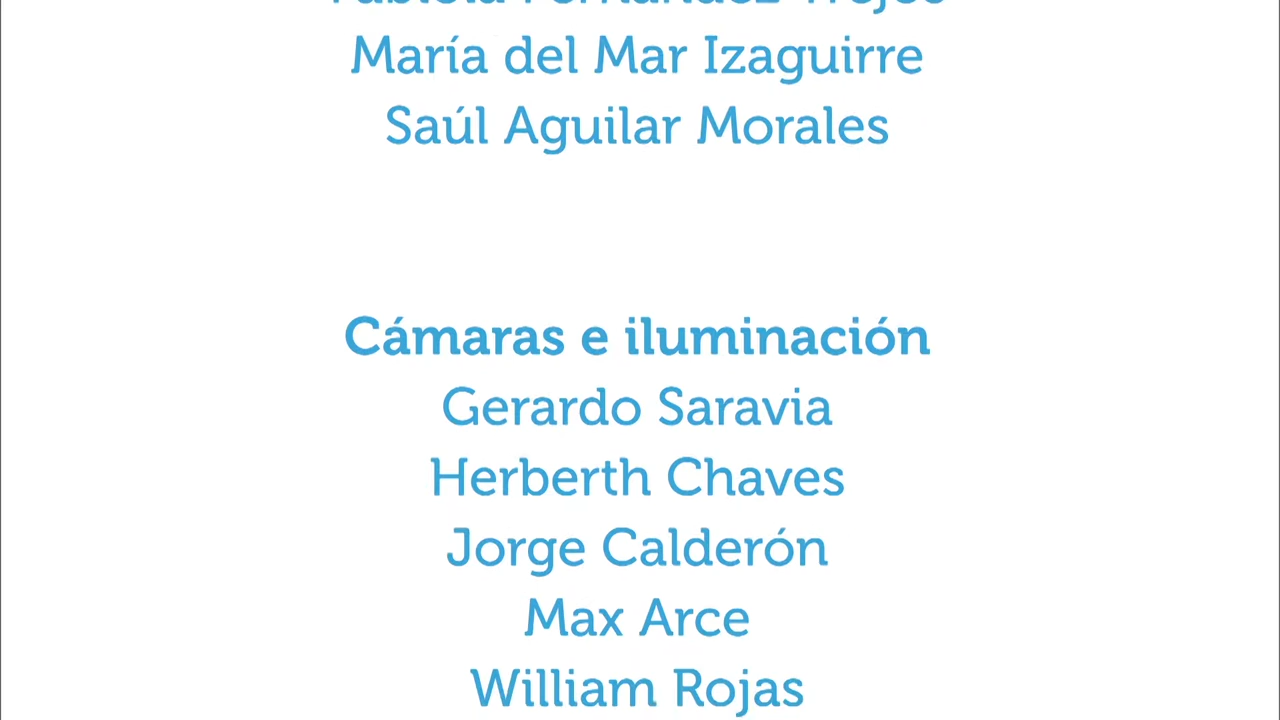 María del Mar Izaguirre
Saúl Aguilar Morales
Cámaras e iluminación
Gerardo Saravia
Herberth Chaves
Jorge Calderón
Max Arce
William Rojas